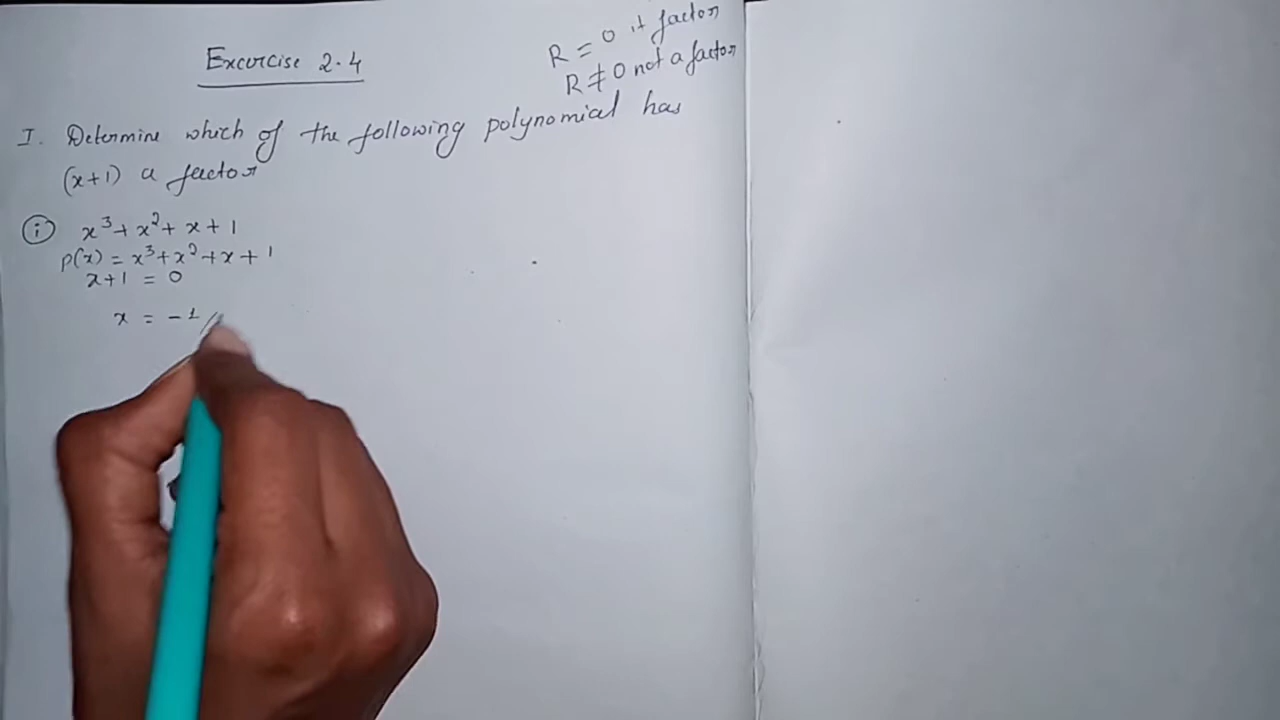 Excercise 2.4
R = 0 it factor
R ≠ 0 not a factor
I. Determine which of the following polynomial has
(x+1) a factor
(i) x³ + x² + x + 1
P(x) = x³ + x² + x + 1
x+1 = 0
x = -1 //